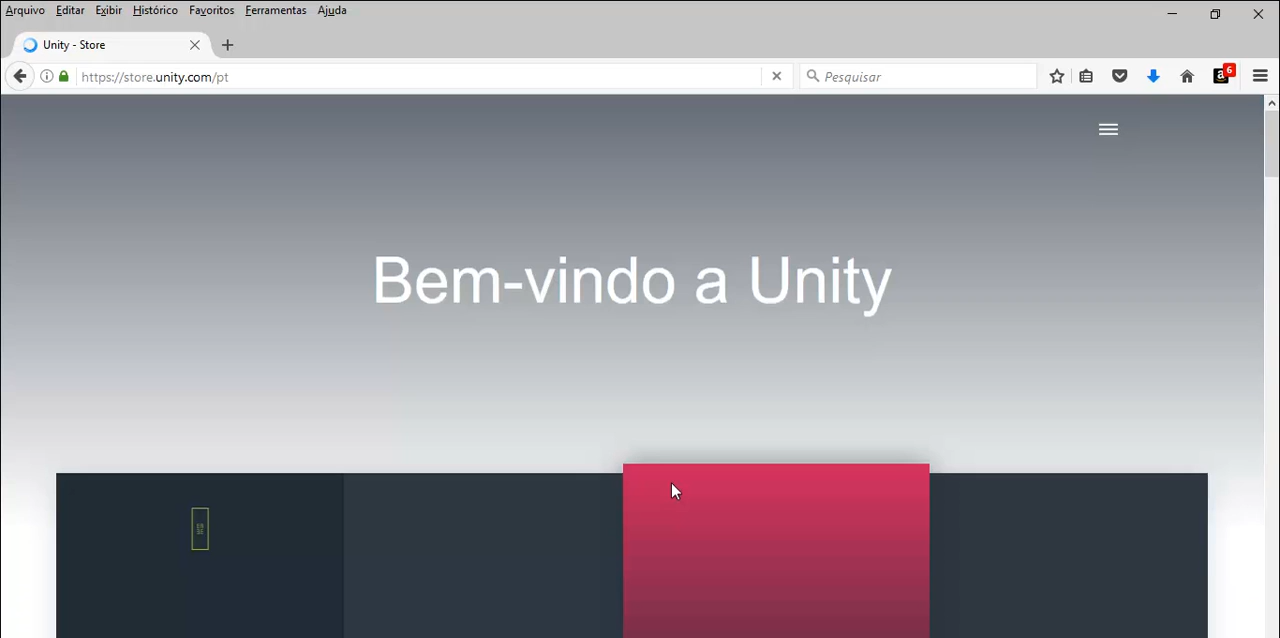 Arquivo Editar Exibir Histórico Favoritos Ferramentas Ajuda
Unity - Store
https://store.unity.com/pt
Pesquisar
a 6
Bem-vindo a Unity